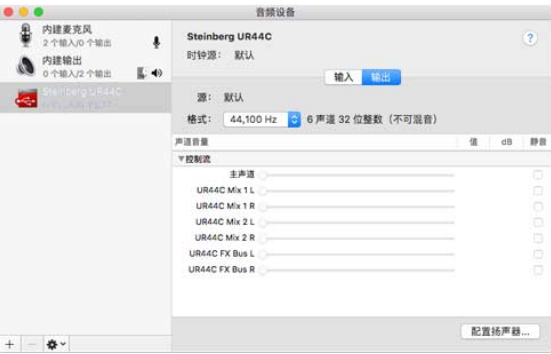 音频设备
内建麦克风
2 个输入/0 个输出
内建输出
0 个输入/2 个输出
Steinberg UR44C
Steinberg UR44C
时钟源： 默认
?
输入 输出
源： 默认
格式： 44,100 Hz 6 声道 32 位整数（不可混音）
声道音量 值 dB 静音
▼控制流
主声道
UR44C Mix 1 L
UR44C Mix 1 R
UR44C Mix 2 L
UR44C Mix 2 R
UR44C FX Bus L
UR44C FX Bus R
配置扬声器...